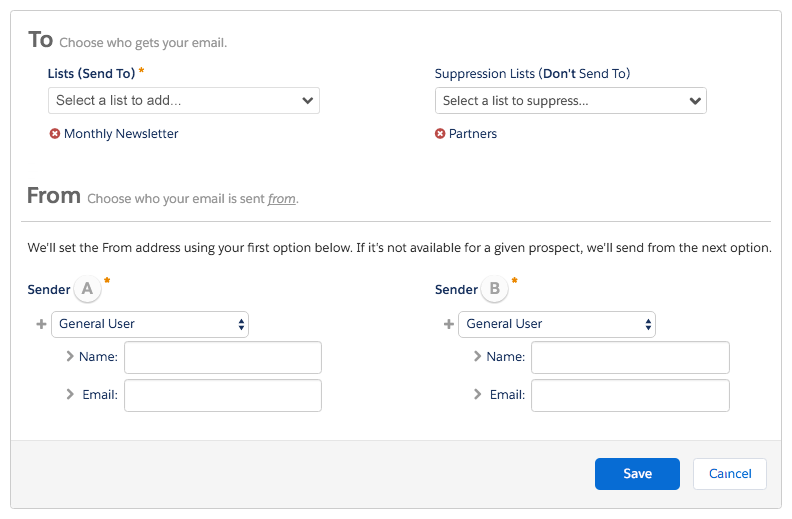 To Choose who gets your email.
Lists (Send To) *
Suppression Lists (Don't Send To)
Select a list to add...
Select a list to suppress...
Monthly Newsletter
Partners
From Choose who your email is sent from.
We'll set the From address using your first option below. If it's not available for a given prospect, we'll send from the next option.
Sender A *
Sender B *
General User
General User
Name:
Name:
Email:
Email:
Save
Caıncel